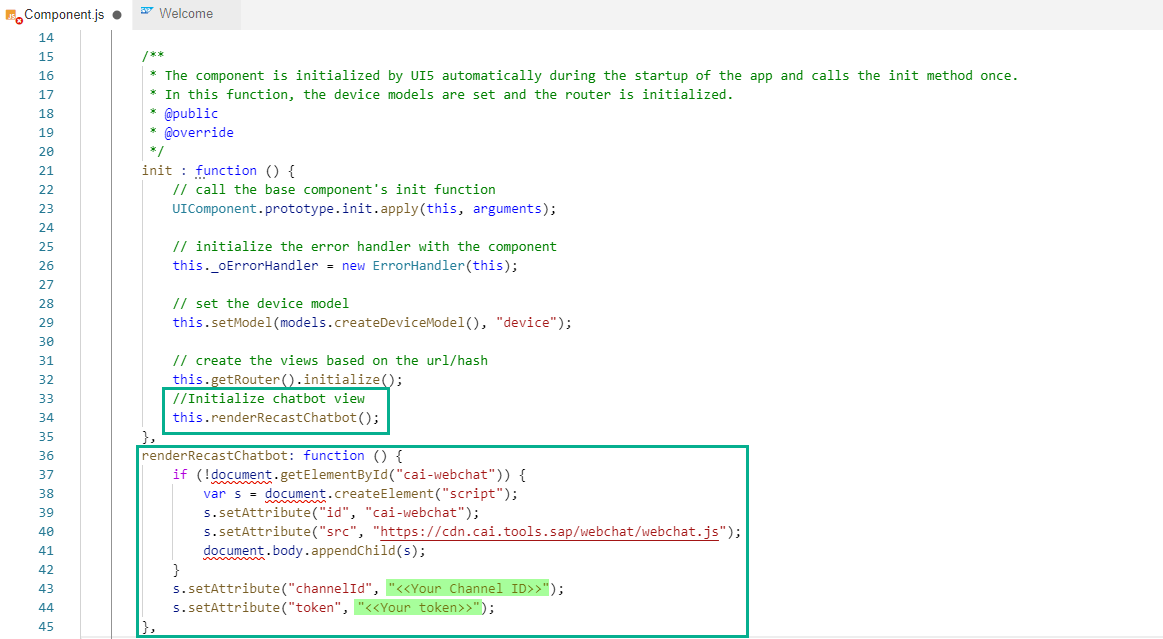 JS Component.js ● SAP Welcome
14
15 /**
16 * The component is initialized by UI5 automatically during the startup of the app and calls the init method once.
17 * In this function, the device models are set and the router is initialized.
18 * @public
19 * @override
20 */
21 init : function () {
22 // call the base component's init function
23 UIComponent.prototype.init.apply(this, arguments);
24
25 // initialize the error handler with the component
26 this._oErrorHandler = new ErrorHandler(this);
27
28 // set the device model
29 this.setModel(models.createDeviceModel(), "device");
30
31 // create the views based on the url/hash
32 this.getRouter().initialize();
33 //Initialize chatbot view
34 this.renderRecastChatbot();
35 },
36 renderRecastChatbot: function () {
37 if (!document.getElementById("cai-webchat")) {
38 var s = document.createElement("script");
39 s.setAttribute("id", "cai-webchat");
40 s.setAttribute("src", "https://cdn.cai.tools.sap/webchat/webchat.js");
41 document.body.appendChild(s);
42 }
43 s.setAttribute("channelId", "<<Your Channel ID>>");
44 s.setAttribute("token", "<<Your token>>");
45 },